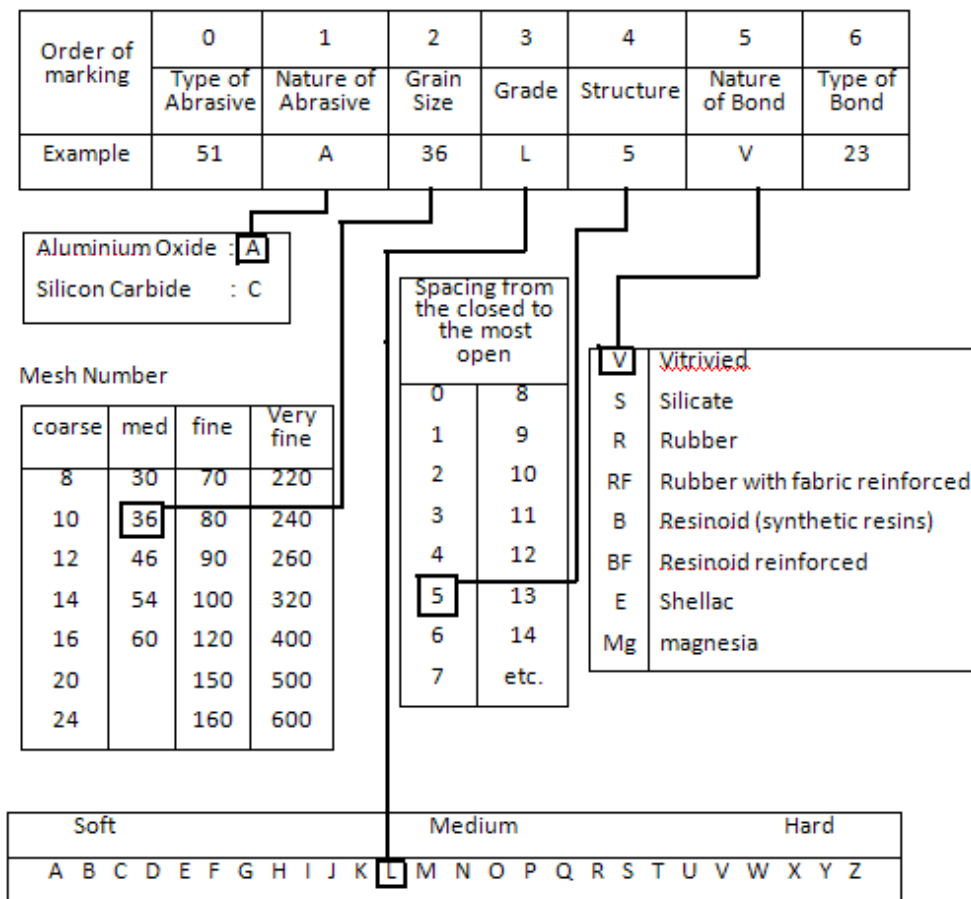 Order of marking 0 1 2 3 4 5 6
Type of Abrasive Nature of Abrasive Grain Size Grade Structure Nature of Bond Type of Bond
Example 51 A 36 L 5 V 23
Aluminium Oxide : A
Silicon Carbide : C
Spacing from the closed to the most open
0 8
1 9
2 10
3 11
4 12
5 13
6 14
7 etc.
V Vitrivied
S Silicate
R Rubber
RF Rubber with fabric reinforced
B Resinoid (synthetic resins)
BF Resinoid reinforced
E Shellac
Mg magnesia
Mesh Number
coarse med fine Very fine
8 30 70 220
10 36 80 240
12 46 90 260
14 54 100 320
16 60 120 400
20 150 500
24 160 600
Soft Medium Hard
A B C D E F G H I J K L M N O P Q R S T U V W X Y Z